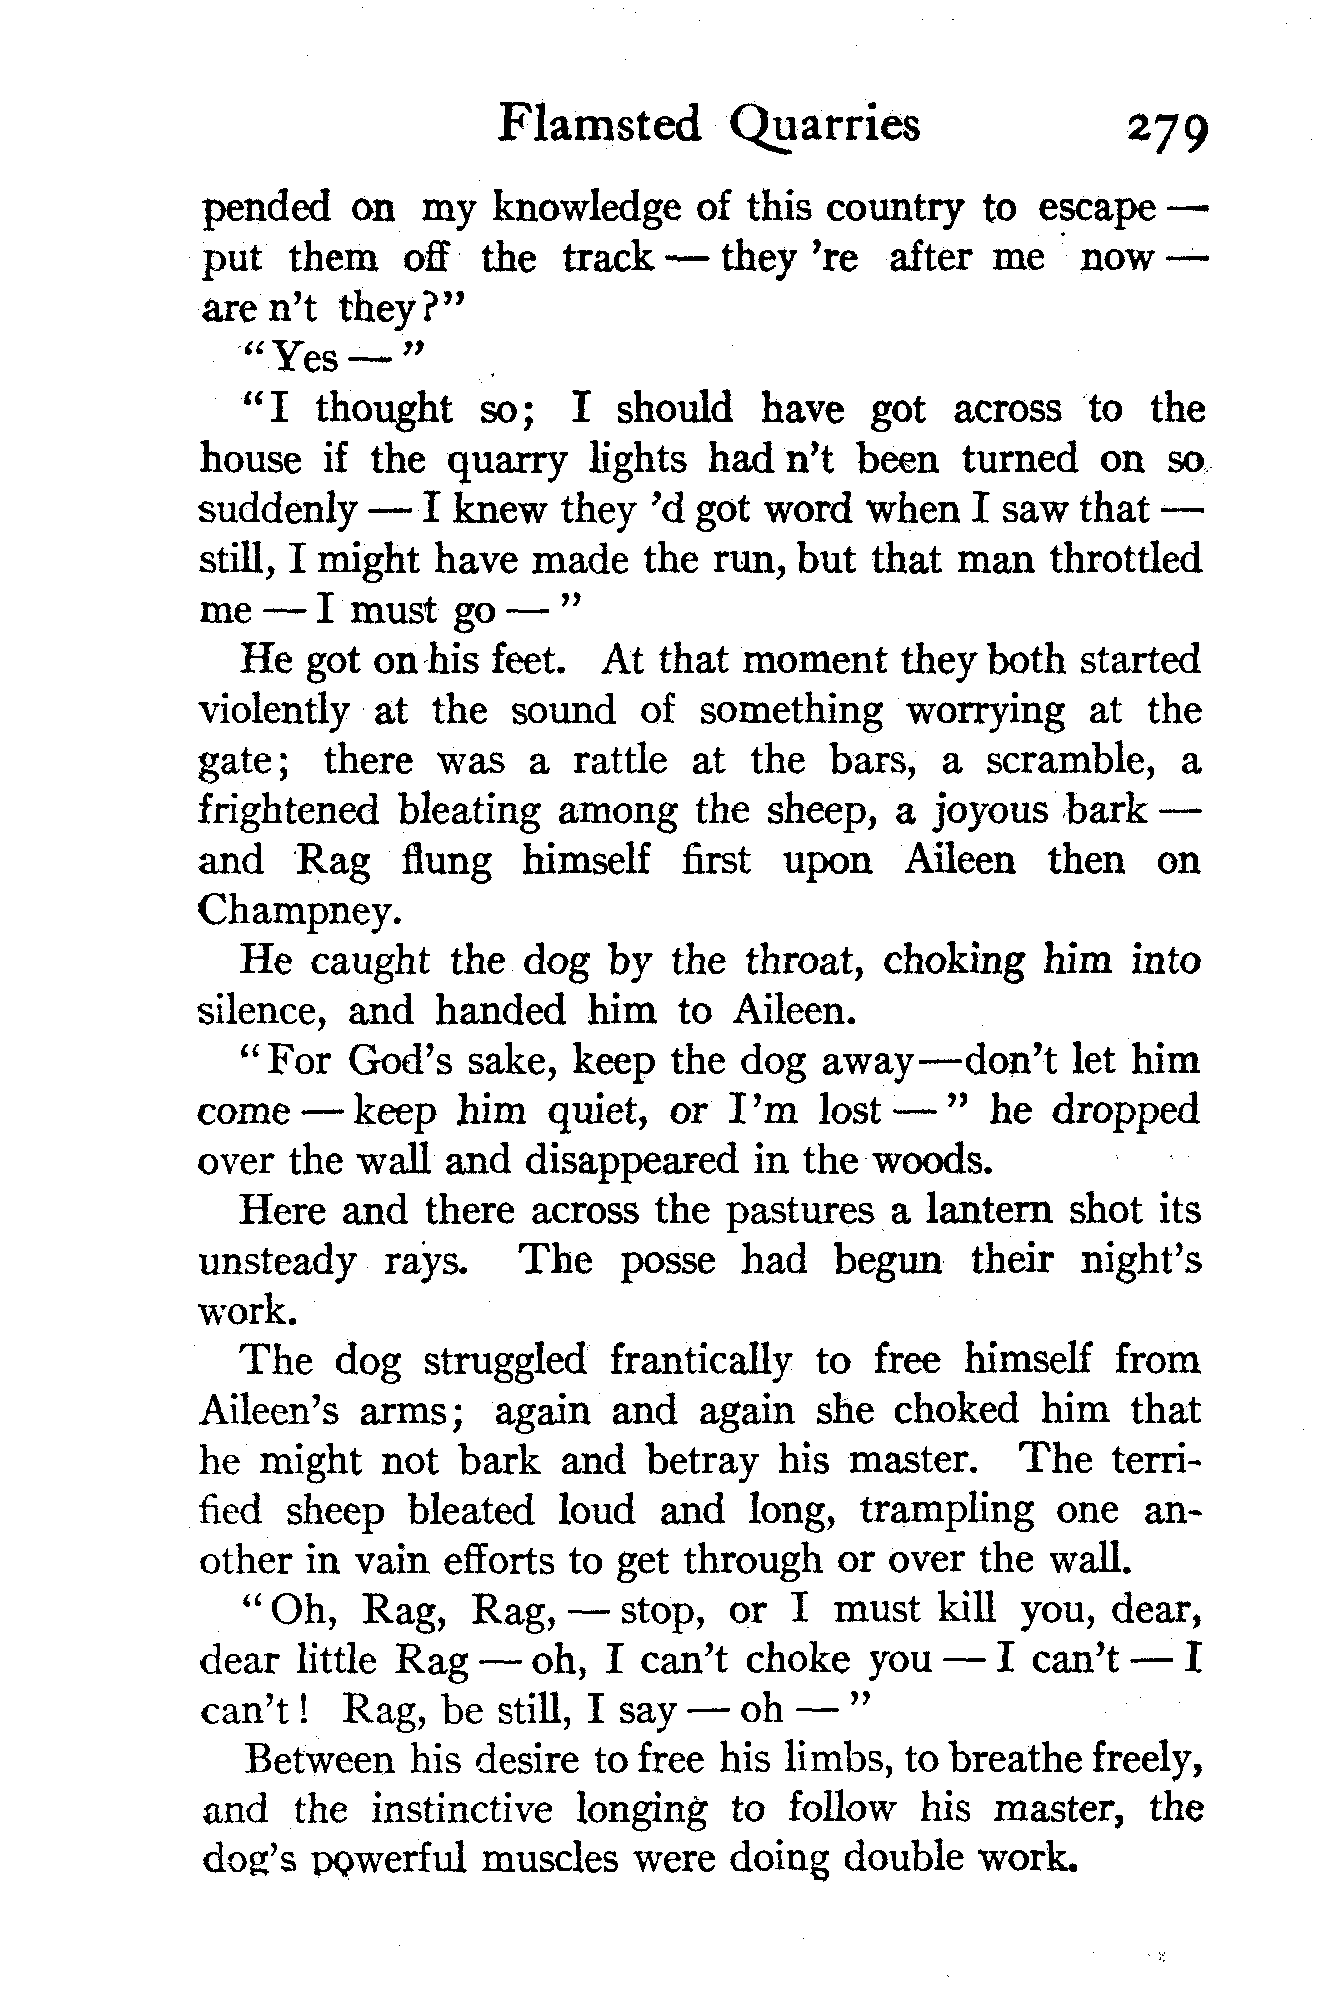 Flamsted Quarries 279
pended on my knowledge of this country to escape —
put them off the track — they 're after me now —
are n't they?"
"Yes — "
"I thought so; I should have got across to the
house if the quarry lights had n't been turned on so
suddenly — I knew they 'd got word when I saw that —
still, I might have made the run, but that man throttled
me — I must go — "
He got on his feet. At that moment they both started
violently at the sound of something worrying at the
gate; there was a rattle at the bars, a scramble, a
frightened bleating among the sheep, a joyous bark —
and Rag flung himself first upon Aileen then on
Champney.
He caught the dog by the throat, choking him into
silence, and handed him to Aileen.
"For God's sake, keep the dog away—don't let him
come — keep him quiet, or I'm lost — " he dropped
over the wall and disappeared in the woods.
Here and there across the pastures a lantern shot its
unsteady rays. The posse had begun their night's
work.
The dog struggled frantically to free himself from
Aileen's arms; again and again she choked him that
he might not bark and betray his master. The terri-
fied sheep bleated loud and long, trampling one an-
other in vain efforts to get through or over the wall.
"Oh, Rag, Rag, — stop, or I must kill you, dear,
dear little Rag — oh, I can't choke you — I can't — I
can't! Rag, be still, I say — oh — "
Between his desire to free his limbs, to breathe freely,
and the instinctive longing to follow his master, the
dog's powerful muscles were doing double work.